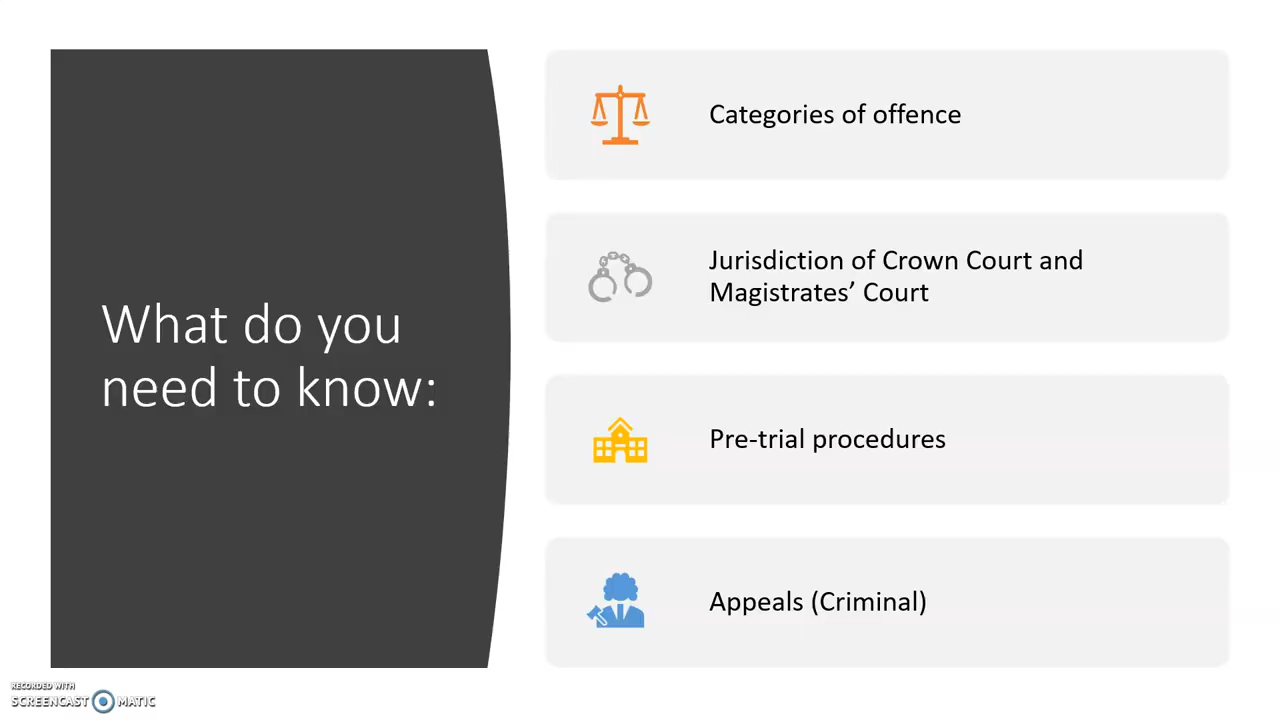 What do you
need to know:
Categories of offence
Jurisdiction of Crown Court and
Magistrates’ Court
Pre-trial procedures
Appeals (Criminal)
RECORDED WITH
SCREENCAST MATIC